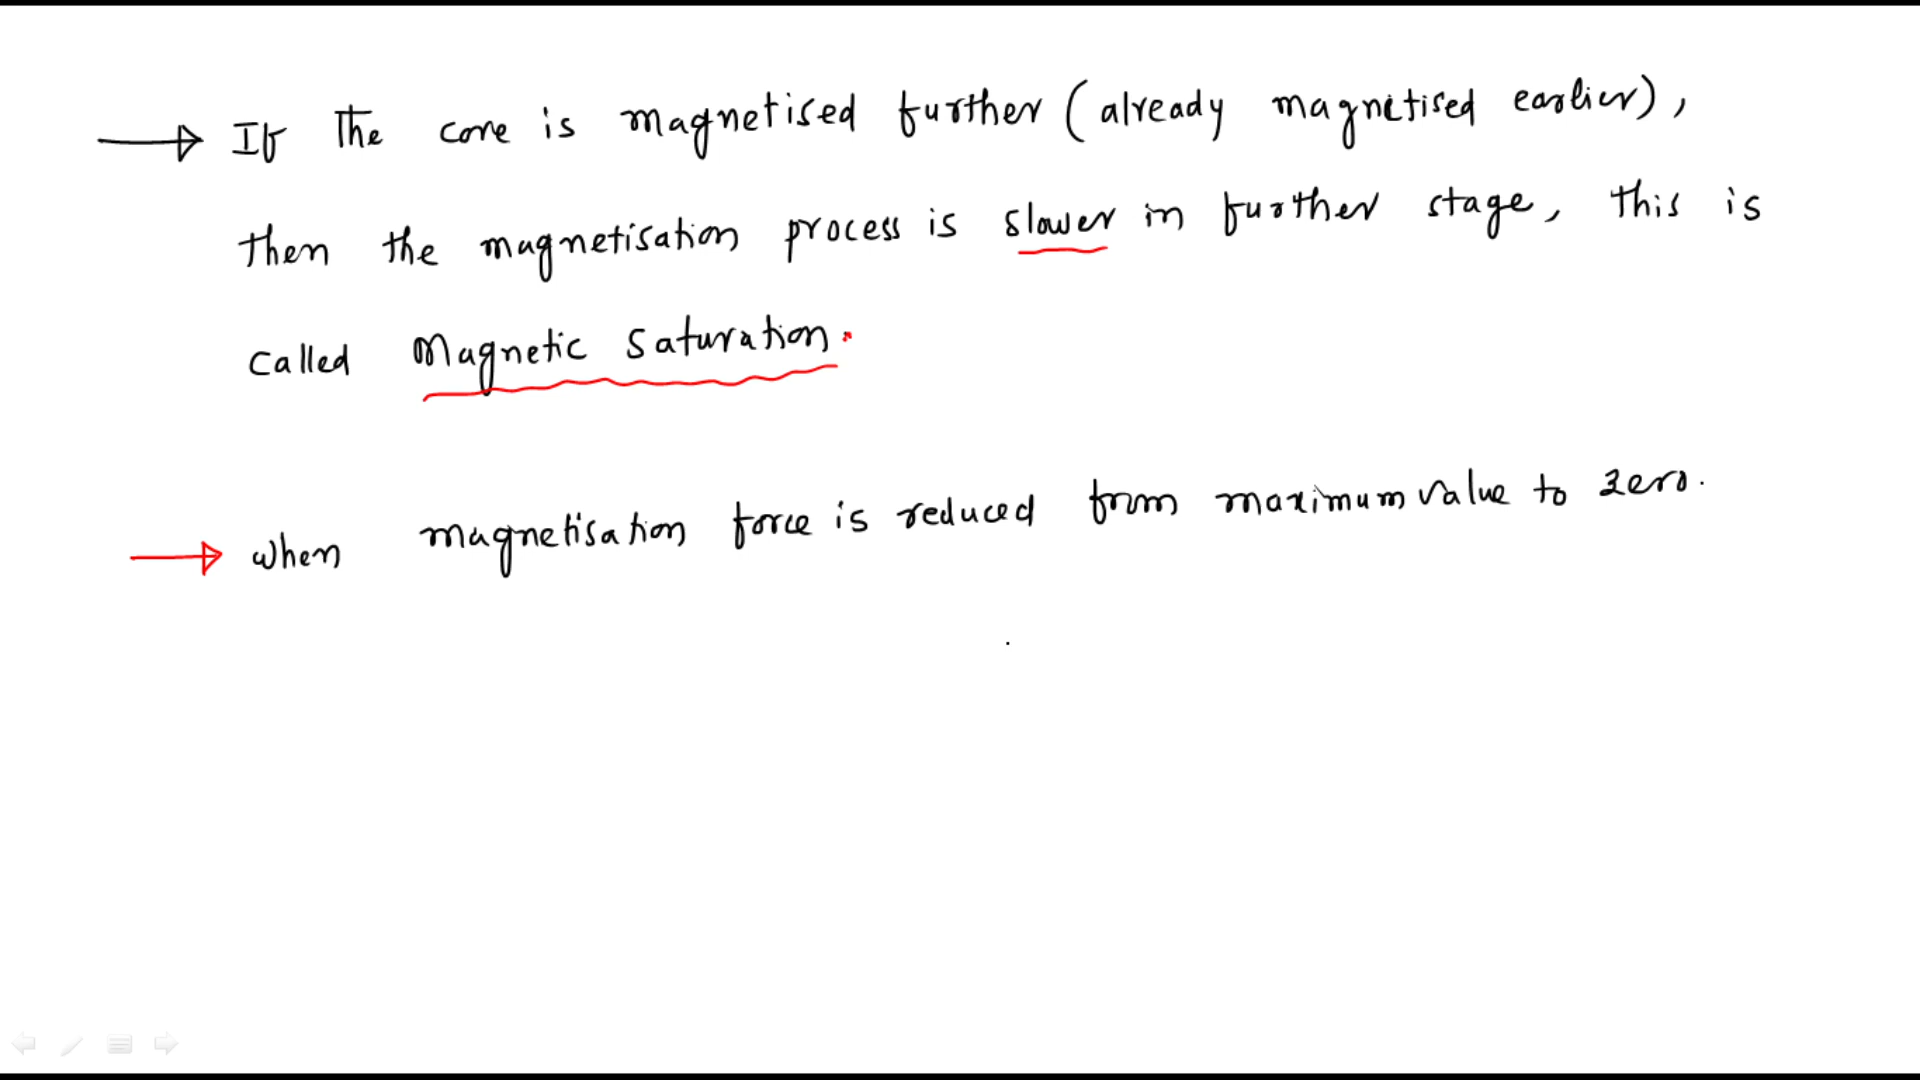 If the core is magnetised further (already magnetised earlier),
then the magnetisation process is slower in further stage, this is
called Magnetic Saturation.
when magnetisation force is reduced from maximum value to zero.